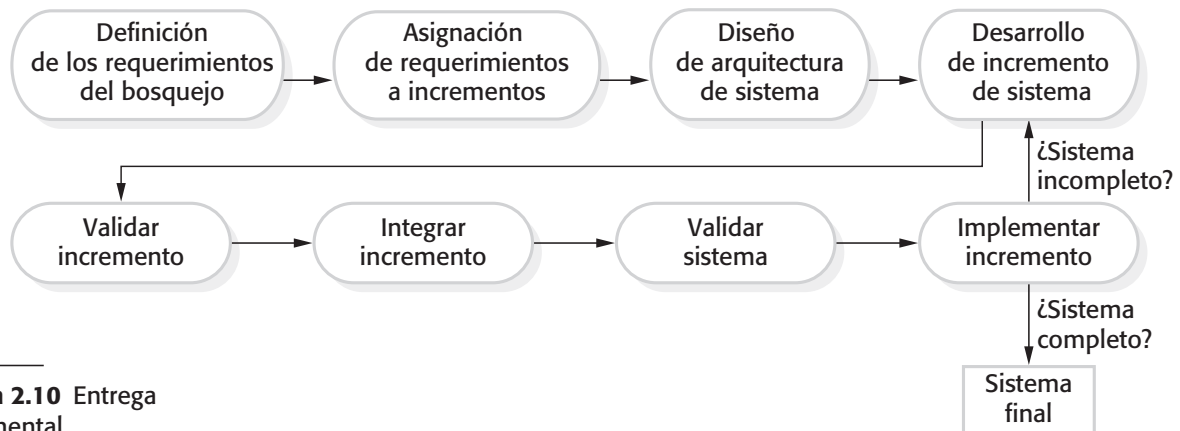 Definición
de los requerimientos
del bosquejo
Asignación
de requerimientos
a incrementos
Diseño
de arquitectura
de sistema
Desarrollo
de incremento
de sistema
¿Sistema
incompleto?
Validar
incremento
Integrar
incremento
Validar
sistema
Implementar
incremento
¿Sistema
completo?
Sistema
final
2.10 Entrega